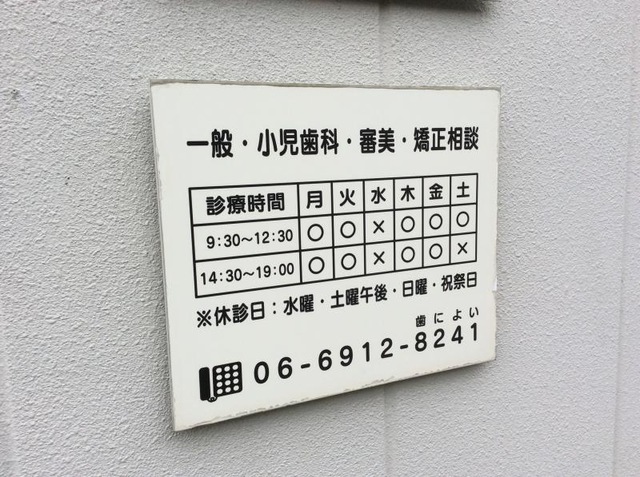 一般・小児歯科・審美・矯正相談
診療時間 月 火 水 木 金 土
9:30〜12:30 ○ ○ × ○ ○ ○
14:30〜19:00 ○ ○ × ○ ○ ×
※休診日：水曜・土曜午後・日曜・祝祭日
歯によい
06-6912-8241